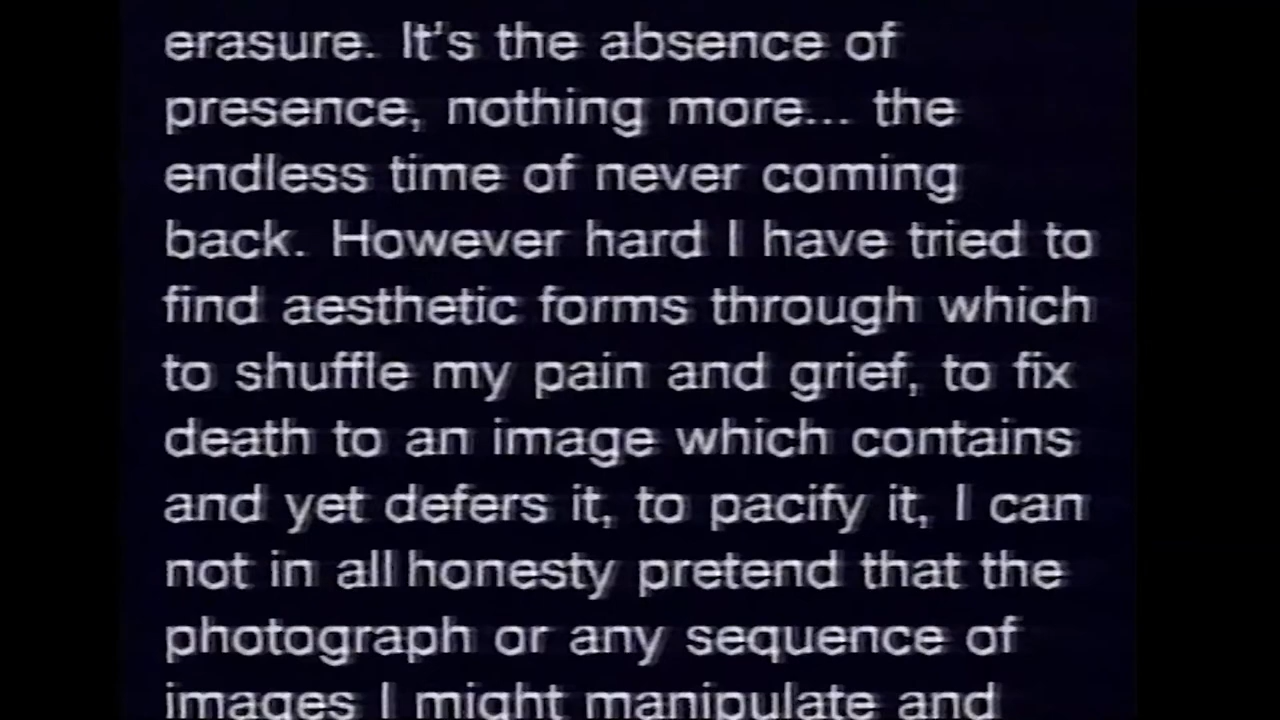 erasure. It's the absence of
presence, nothing more... the
endless time of never coming
back. However hard I have tried to
find aesthetic forms through which
to shuffle my pain and grief, to fix
death to an image which contains
and yet defers it, to pacify it, I can
not in all honesty pretend that the
photograph or any sequence of
images I might manipulate and